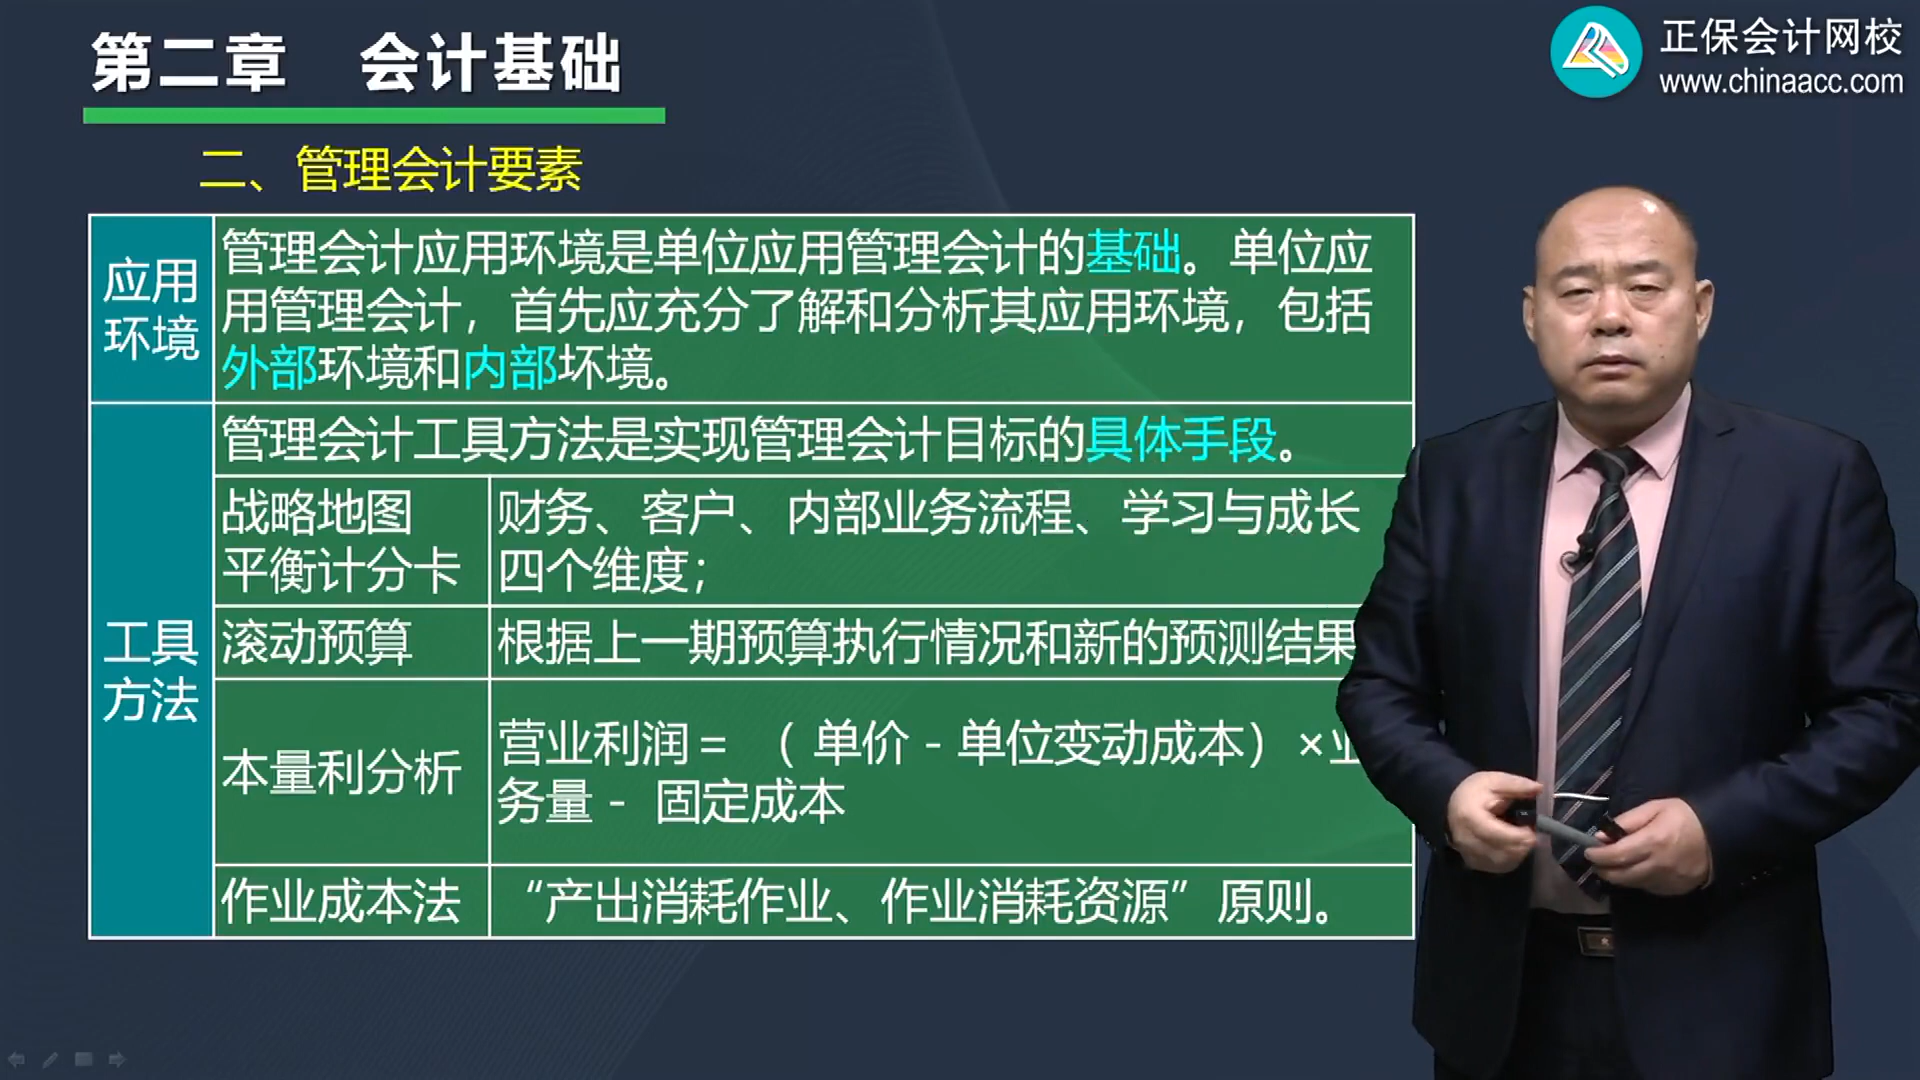 第二章 会计基础
正保会计网校
www.chinaacc.com
二、管理会计要素
应用
环境
管理会计应用环境是单位应用管理会计的基础。单位应
用管理会计，首先应充分了解和分析其应用环境，包括
外部环境和内部坏境。
工具
方法
管理会计工具方法是实现管理会计目标的具体手段。
战略地图
平衡计分卡
财务、客户、内部业务流程、学习与成长
四个维度；
滚动预算
根据上一期预算执行情况和新的预测结果
本量利分析
营业利润＝ （ 单价－单位变动成本）×业
务量－ 固定成本
作业成本法
“产出消耗作业、作业消耗资源”原则。